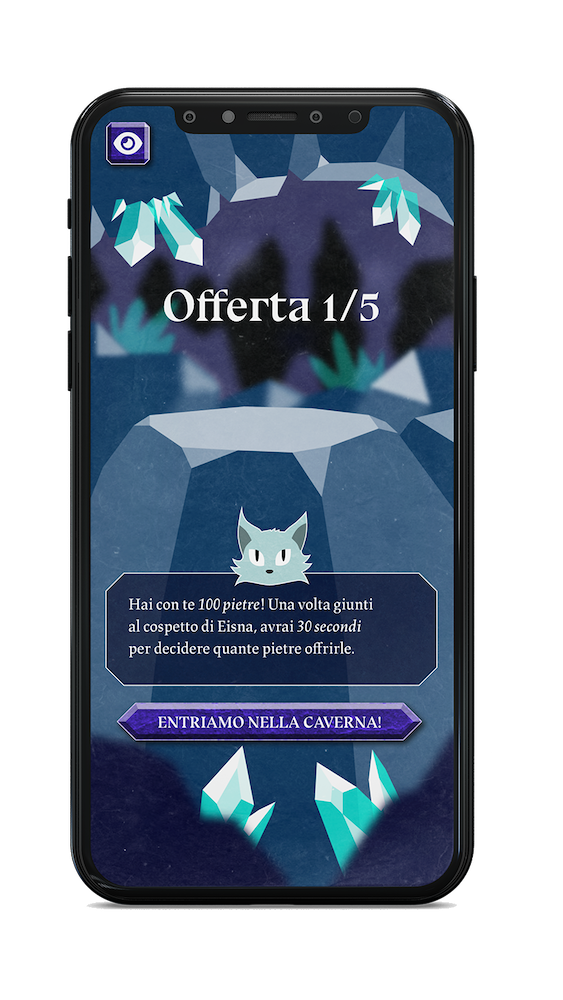 Offerta 1/5
Hai con te 100 pietre! Una volta giunti
al cospetto di Eisna, avrai 30 secondi
per decidere quante pietre offrirle.
ENTRIAMO NELLA CAVERNA!